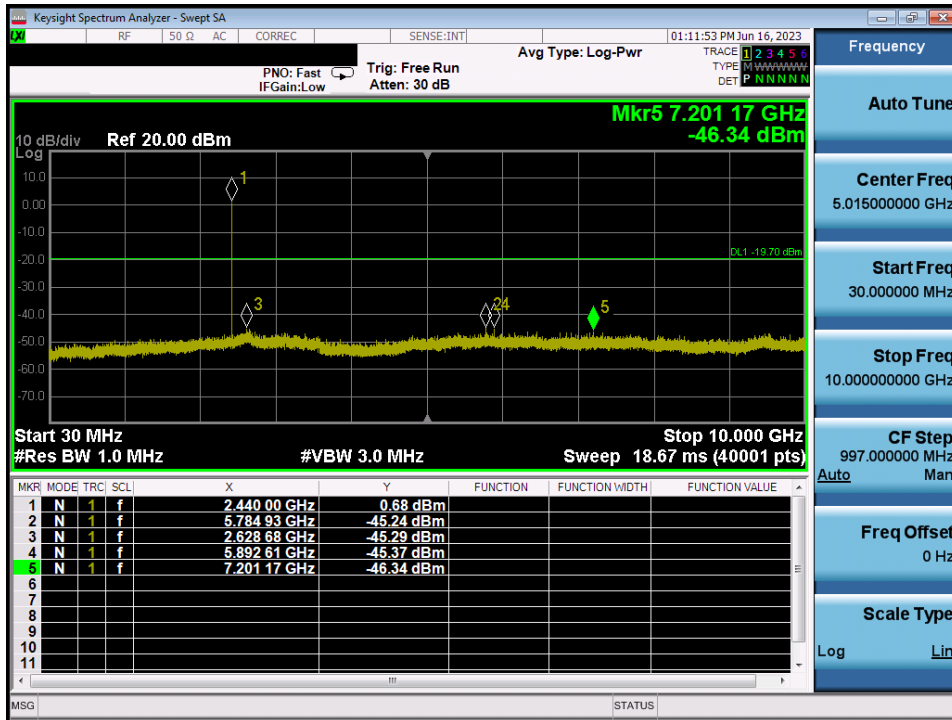 Keysight Spectrum Analyzer - Swept SA
LXI RF 50 Ω AC CORREC SENSE:INT 01:11:53 PM Jun 16, 2023
Avg Type: Log-Pwr
TRACE 1 2 3 4 5 6
TYPE M W W W W W
DET P N N N N N
PNO: Fast
IFGain:Low
Trig: Free Run
Atten: 30 dB
Mkr5 7.201 17 GHz
-46.34 dBm
10 dB/div Ref 20.00 dBm
Log
10.0
0.00
-10.0
-20.0
-30.0
-40.0
-50.0
-60.0
-70.0
1
DL1 -19.70 dBm
3
24
5
Start 30 MHz Stop 10.000 GHz
#Res BW 1.0 MHz #VBW 3.0 MHz Sweep 18.67 ms (40001 pts)
MKR MODE TRC SCL X Y FUNCTION FUNCTION WIDTH FUNCTION VALUE
1 N 1 f 2.440 00 GHz 0.68 dBm
2 N 1 f 5.784 93 GHz -45.24 dBm
3 N 1 f 2.628 68 GHz -45.29 dBm
4 N 1 f 5.892 61 GHz -45.37 dBm
5 N 1 f 7.201 17 GHz -46.34 dBm
6
7
8
9
10
11
MSG STATUS
Frequency
Auto Tune
Center Freq
5.015000000 GHz
Start Freq
30.000000 MHz
Stop Freq
10.000000000 GHz
CF Step
997.000000 MHz
Auto Man
Freq Offset
0 Hz
Scale Type
Log Lin